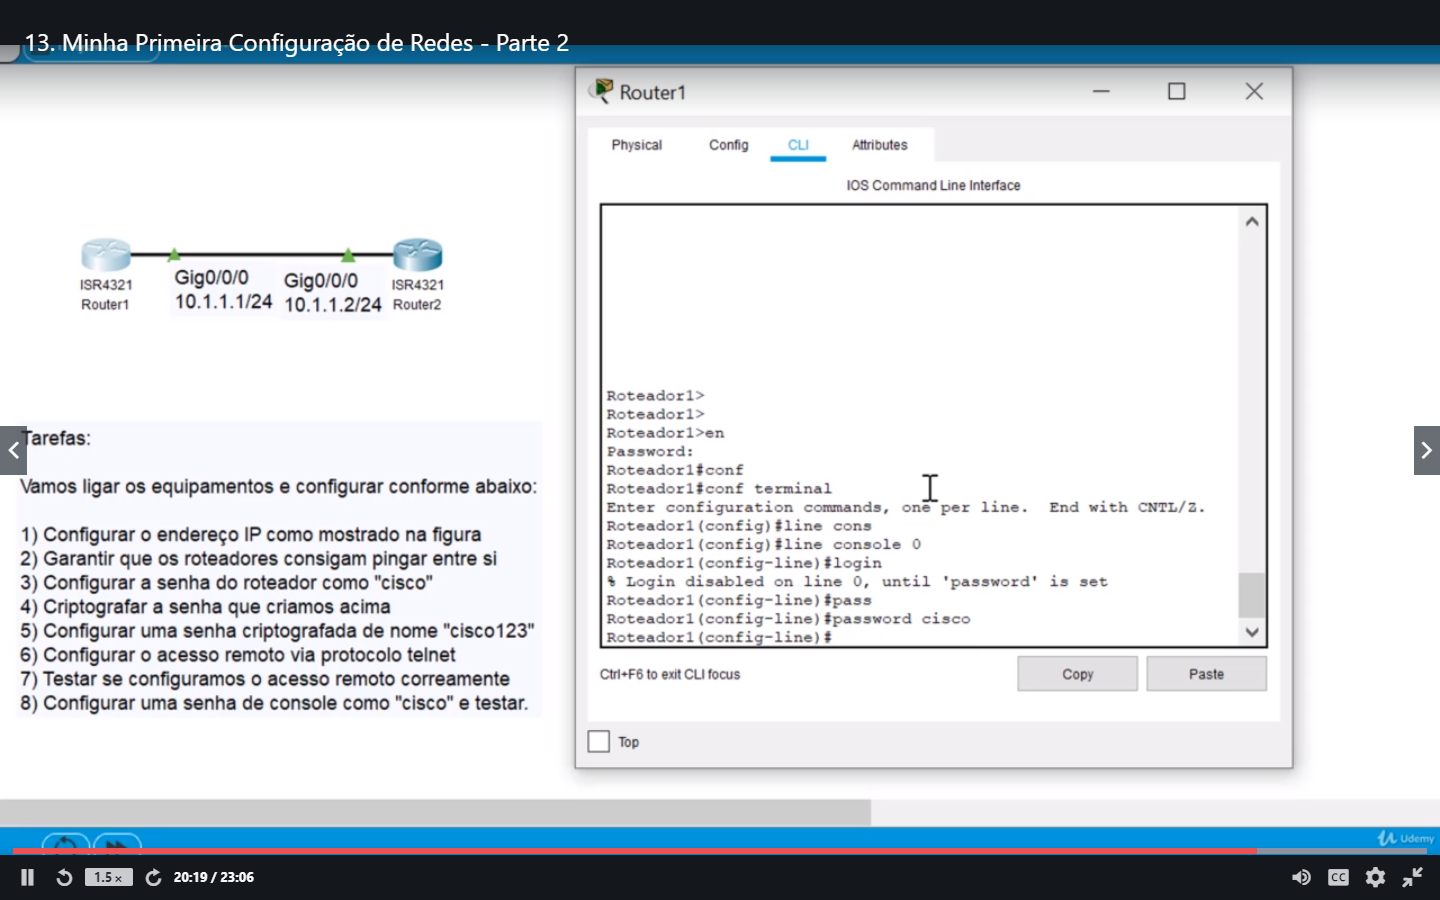 13. Minha Primeira Configuração de Redes - Parte 2
Router1
Physical
Config
CLI
Attributes
IOS Command Line Interface
Gig0/0/0
10.1.1.1/24
Gig0/0/0
10.1.1.2/24
ISR4321
Router1
ISR4321
Router2
Roteador1>
Roteador1>
Roteador1>en
Password:
Roteador1#conf
Roteador1#conf terminal
Enter configuration commands, one per line.  End with CNTL/Z.
Roteador1(config)#line cons
Roteador1(config)#line console 0
Roteador1(config-line)#login
% Login disabled on line 0, until 'password' is set
Roteador1(config-line)#pass
Roteador1(config-line)#password cisco
Roteador1(config-line)#
Ctrl+F6 to exit CLI focus
Copy
Paste
Top
Tarefas:
Vamos ligar os equipamentos e configurar conforme abaixo:
1) Configurar o endereço IP como mostrado na figura
2) Garantir que os roteadores consigam pingar entre si
3) Configurar a senha do roteador como "cisco"
4) Criptografar a senha que criamos acima
5) Configurar uma senha criptografada de nome "cisco123"
6) Configurar o acesso remoto via protocolo telnet
7) Testar se configuramos o acesso remoto correamente
8) Configurar uma senha de console como "cisco" e testar.
Udemy
1.5 x
20:19 / 23:06
CC